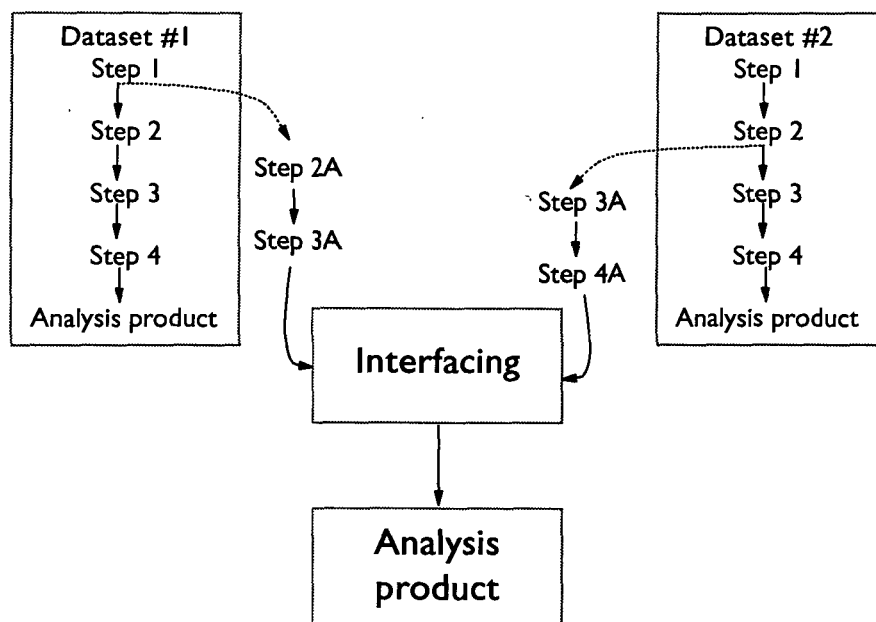 Dataset #1
Step 1
Step 2
Step 3
Step 4
Analysis product
Step 2A
Step 3A
Dataset #2
Step 1
Step 2
Step 3
Step 4
Analysis product
Step 3A
Step 4A
Interfacing
Analysis
product